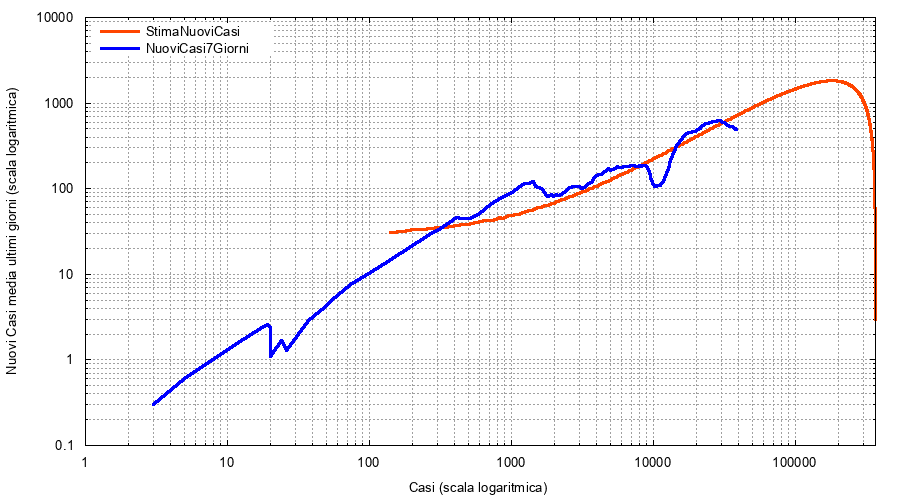 10000
1000
100
10
1
0.1
StimaNuoviCasi
NuoviCasi7Giorni
Nuovi Casi media ultimi giorni (scala logaritmica)
1 10 100 1000 10000 100000
Casi (scala logaritmica)